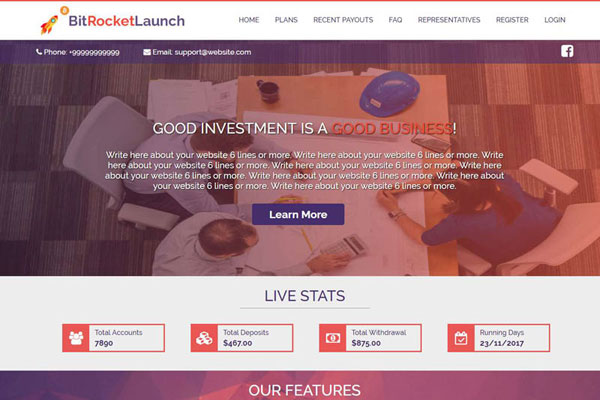 BitRocketLaunch
HOME PLANS RECENT PAYOUTS FAQ REPRESENTATIVES REGISTER LOGIN
Phone: +99999999999 Email: support@website.com
GOOD INVESTMENT IS A GOOD BUSINESS!
Write here about your website 6 lines or more. Write here about your website 6 lines or more. Write
here about your website 6 lines or more. Write here about your website 6 lines or more. Write here
about your website 6 lines or more. Write here about your website 6 lines or more. Write here about
your website 6 lines or more. Write here about your website 6 lines or more.
Learn More
LIVE STATS
Total Accounts
7890
Total Deposits
$467.00
Total Withdrawal
$875.00
Running Days
23/11/2017
OUR FEATURES